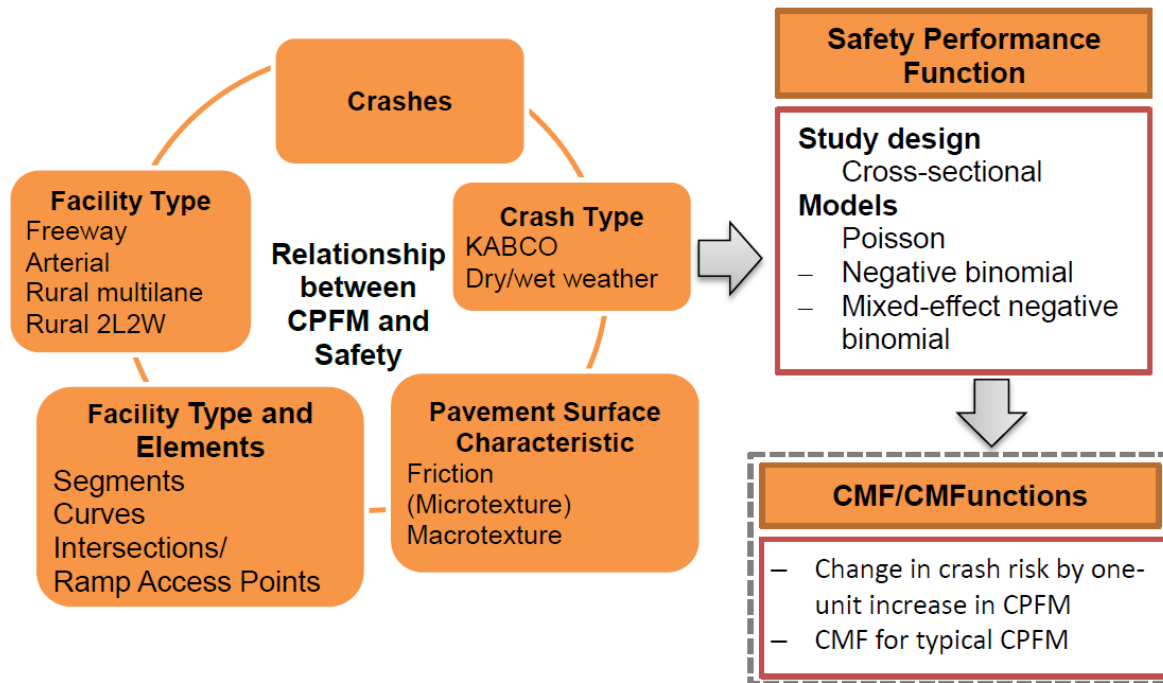 Crashes
Facility Type
Freeway
Arterial
Rural multilane
Rural 2L2W
Crash Type
KABCO
Dry/wet weather
Relationship
between
CPFM and
Safety
Facility Type and
Elements
Segments
Curves
Intersections/
Ramp Access Points
Pavement Surface
Characteristic
Friction
(Microtexture)
Macrotexture
Safety Performance
Function
Study design
Cross-sectional
Models
Poisson
– Negative binomial
– Mixed-effect negative
binomial
CMF/CMFunctions
– Change in crash risk by one-
unit increase in CPFM
– CMF for typical CPFM